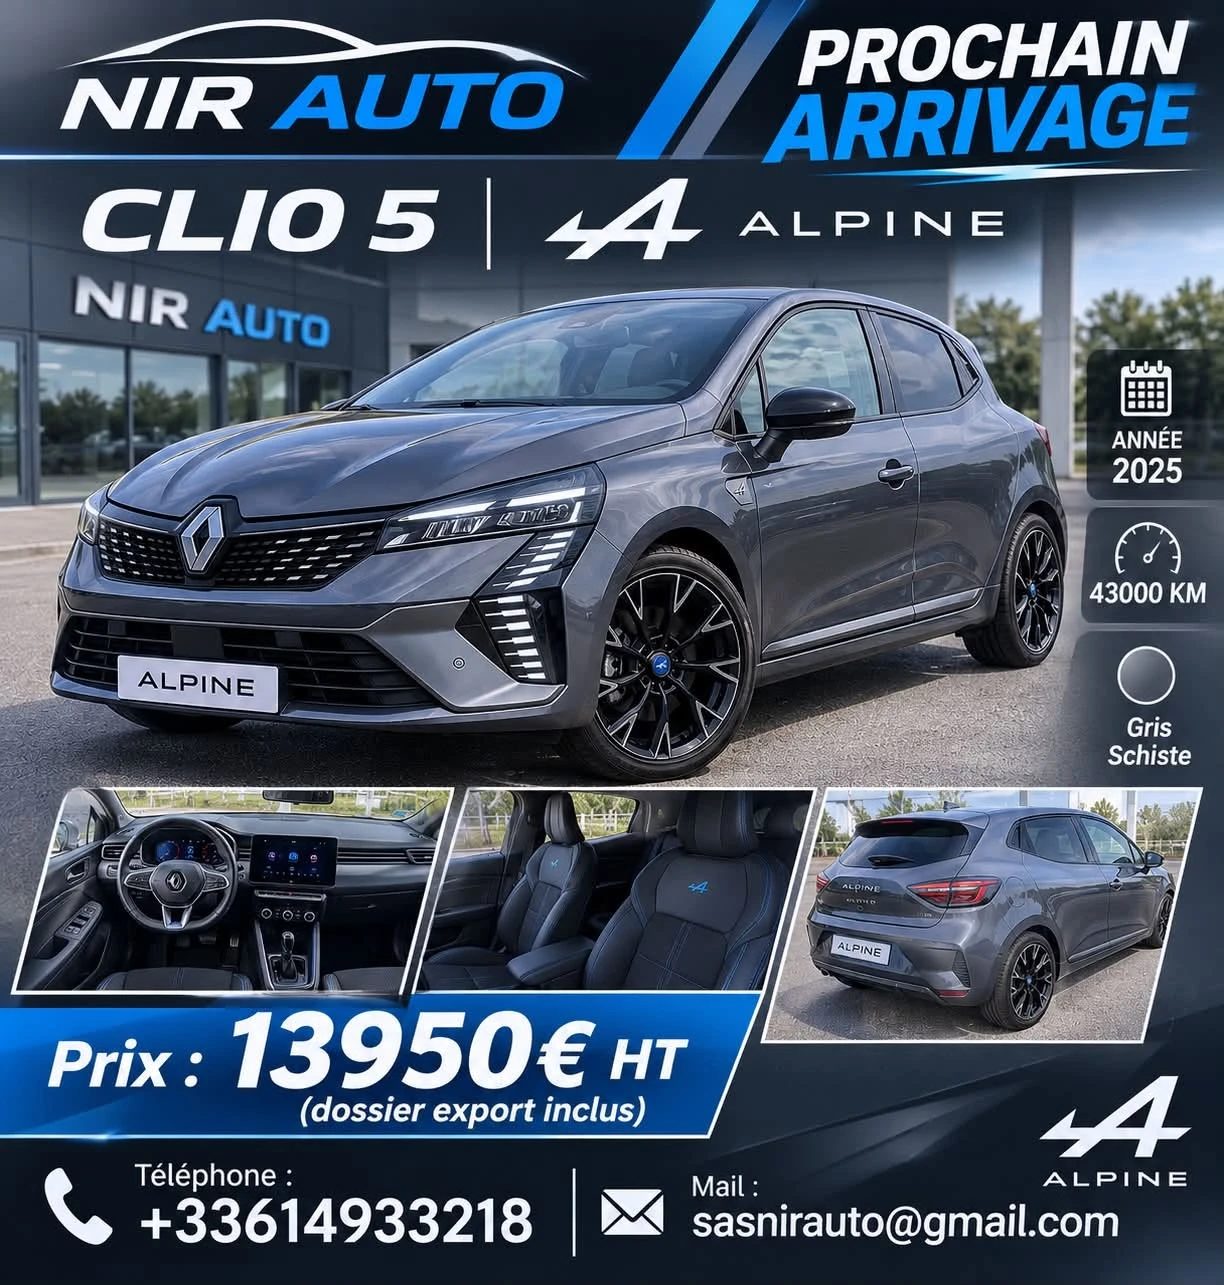 NIR AUTO
PROCHAIN
ARRIVAGE
CLIO 5
ALPINE
NIR AUTO
ANNÉE
2025
43000 KM
Gris
Schiste
ALPINE
ALPINE
ALPINE
Prix : 13950€ HT
(dossier export inclus)
ALPINE
Téléphone :
+33614933218
Mail :
sasnirauto@gmail.com